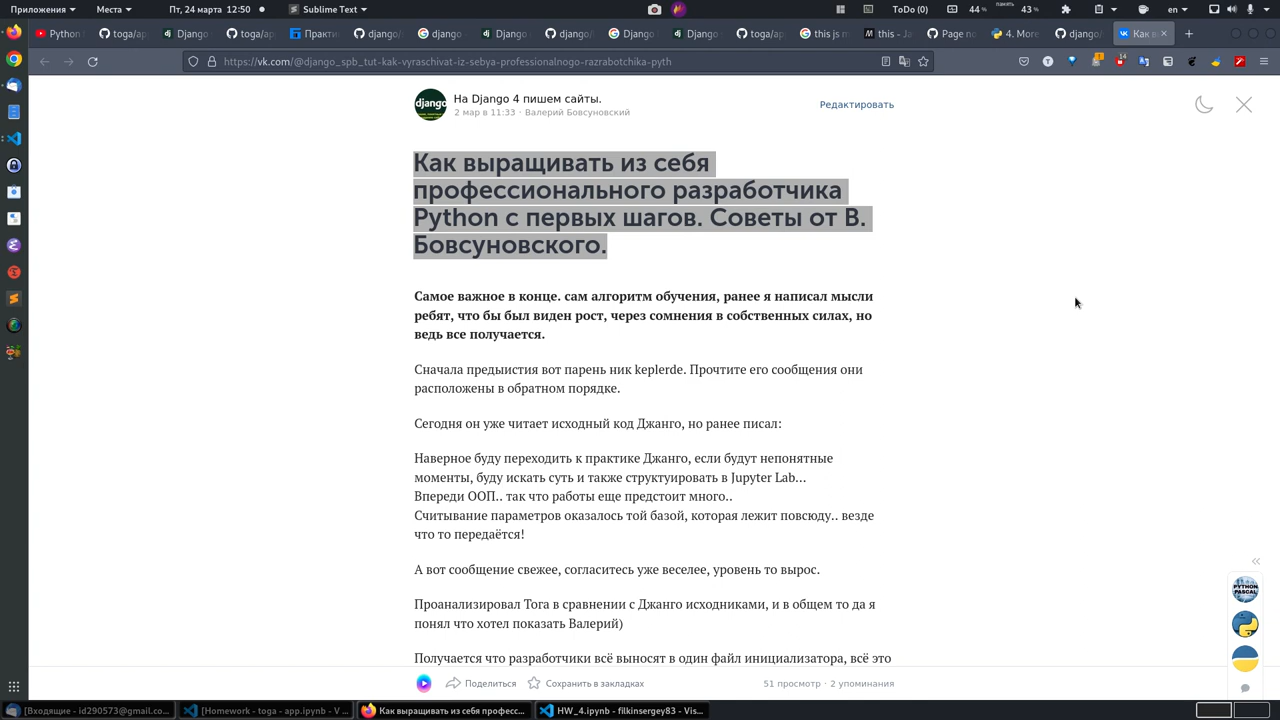 Приложения
Места
Пт, 24 марта 12:50
Sublime Text
en
ToDo (0)
44%
панять
43%
Python
toga/ap
Django
toga/ap
Практи
django/
django
Django
django/
Django
Django
toga/ap
this js m
this - Ja
Page no
4. More
django/
Как в
https://vk.com/@django_spb_tut-kak-vyraschivat-iz-sebya-professionalnogo-razrabotchika-pyth
14
django
На Django 4 пишем сайты.
2 мар в 11:33 · Валерий Бовсуновский
Редактировать
Как выращивать из себя
профессионального разработчика
Python с первых шагов. Советы от В.
Бовсуновского.
Самое важное в конце. сам алгоритм обучения, ранее я написал мысли
ребят, что бы был виден рост, через сомнения в собственных силах, но
ведь все получается.
Сначала предыистия вот парень ник keplerde. Прочтите его сообщения они
расположены в обратном порядке.
Сегодня он уже читает исходный код Джанго, но ранее писал:
Наверное буду переходить к практике Джанго, если будут непонятные
моменты, буду искать суть и также структуировать в Jupyter Lab...
Впереди ООП.. так что работы еще предстоит много..
Считывание параметров оказалось той базой, которая лежит повсюду.. везде
что то передаётся!
А вот сообщение свежее, согласитесь уже веселее, уровень то вырос.
Проанализировал Тога в сравнении с Джанго исходниками, и в общем то да я
понял что хотел показать Валерий)
Получается что разработчики всё выносят в один файл инициализатора, всё это
PYTHON
PASCAL
Поделиться
Сохранить в закладках
51 просмотр · 2 упоминания
[Входящие - id290573@gmail.co...
[Homework - toga - app.ipynb - V ...
Как выращивать из себя професс...
HW_4.ipynb - filkinsergey83 - Vis...